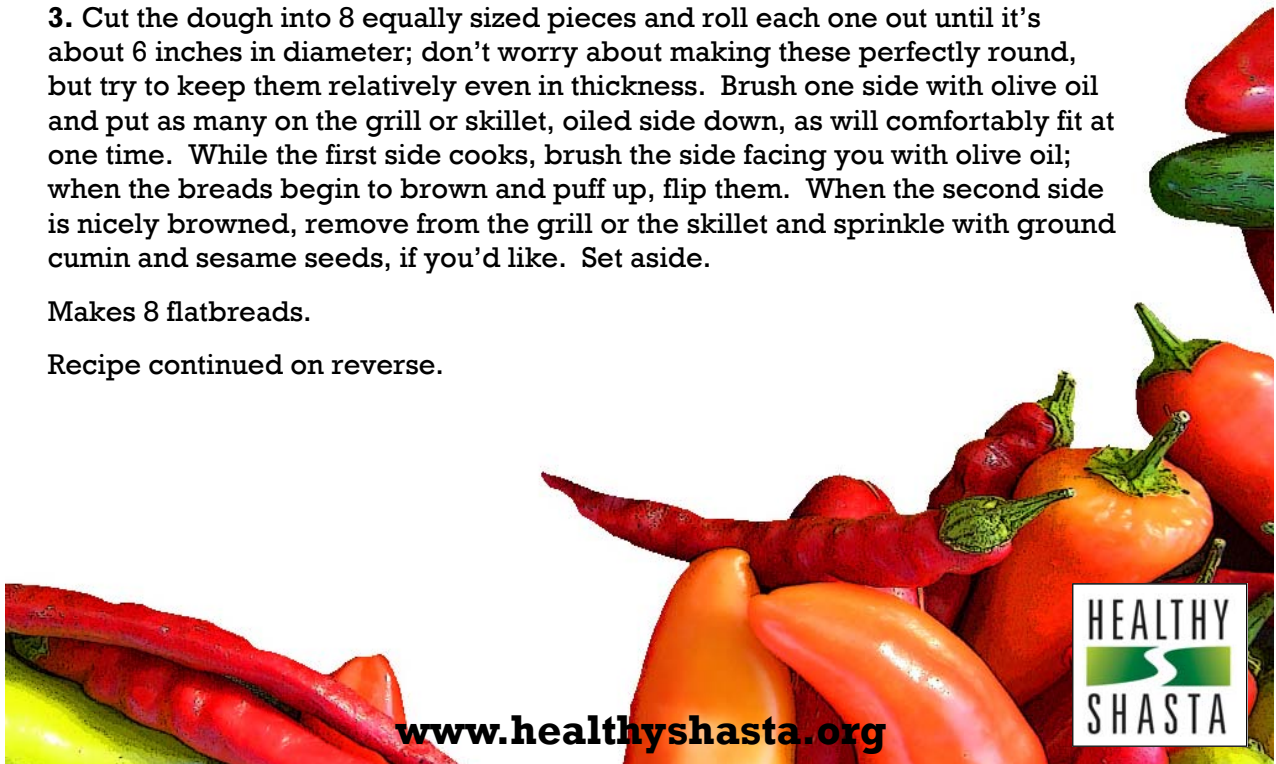 3. Cut the dough into 8 equally sized pieces and roll each one out until it’s
about 6 inches in diameter; don’t worry about making these perfectly round,
but try to keep them relatively even in thickness.  Brush one side with olive oil
and put as many on the grill or skillet, oiled side down, as will comfortably fit at
one time.  While the first side cooks, brush the side facing you with olive oil;
when the breads begin to brown and puff up, flip them.  When the second side
is nicely browned, remove from the grill or the skillet and sprinkle with ground
cumin and sesame seeds, if you’d like.  Set aside.
Makes 8 flatbreads.
Recipe continued on reverse.
HEALTHY
SHASTA
www.healthyshasta.org